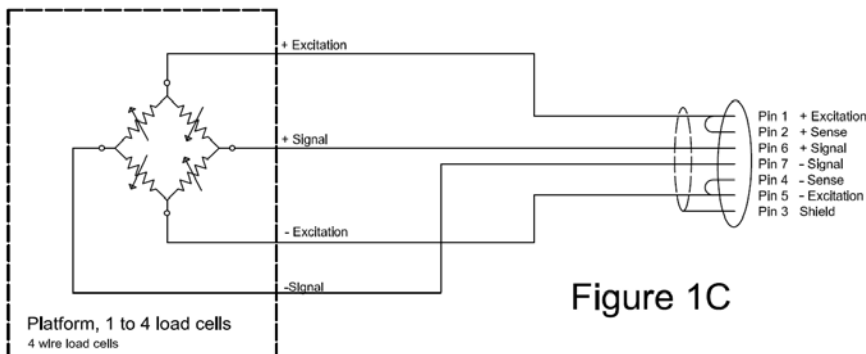 + Excitation
+ Signal
- Excitation
-Signal
Platform, 1 to 4 load cells
4 wire load cells
Pin 1 + Excitation
Pin 2 + Sense
Pin 6 + Signal
Pin 7 - Signal
Pin 4 - Sense
Pin 5 - Excitation
Pin 3 Shield
Figure 1C